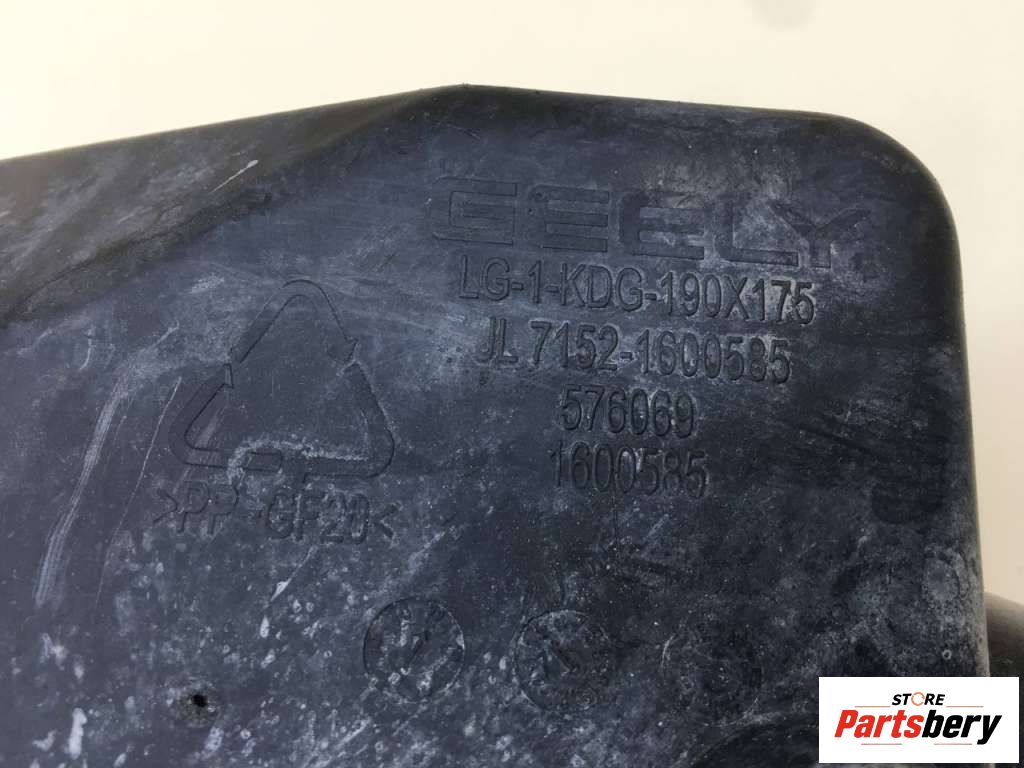 GEELY
LG-1-KDG-190X175
JL 7152-1600585
576069
1600585
>PP-GF20<
STORE
Partsbery